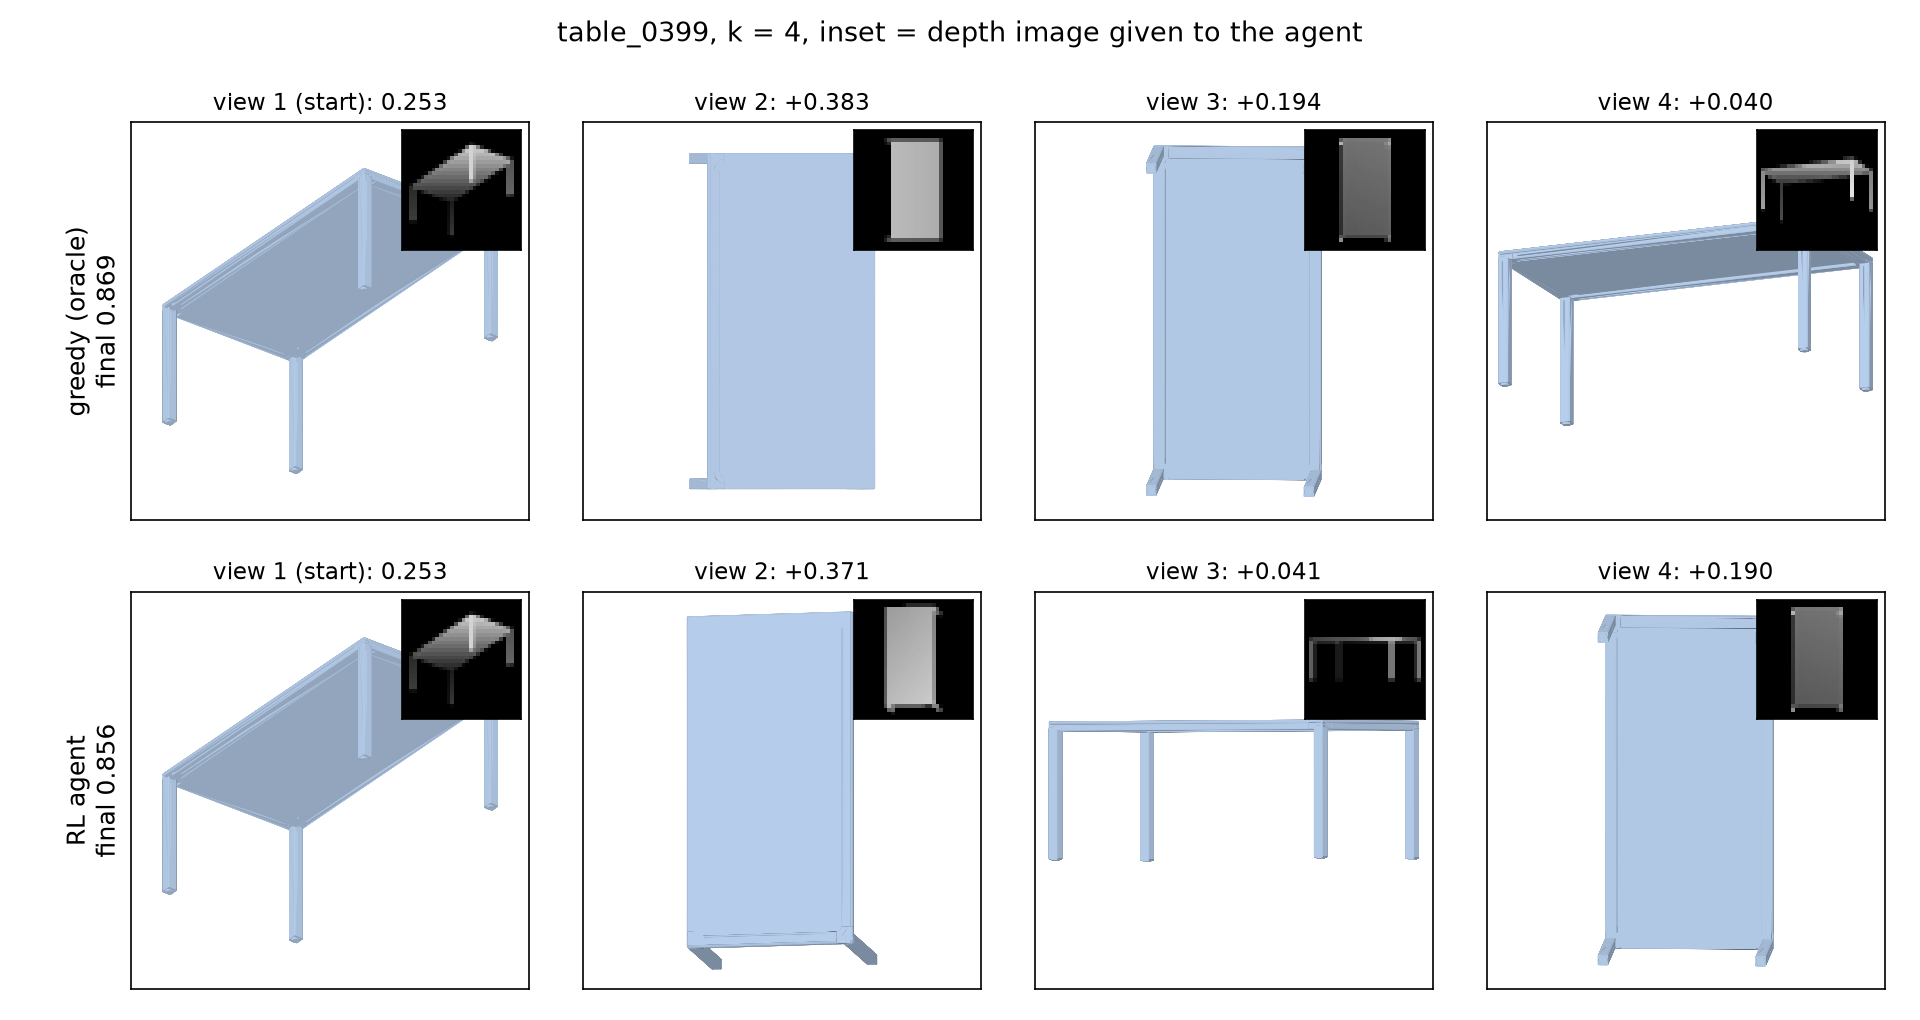 table_0399, k = 4, inset = depth image given to the agent
view 1 (start): 0.253
view 2: +0.383
view 3: +0.194
view 4: +0.040
greedy (oracle)
final 0.869
view 1 (start): 0.253
view 2: +0.371
view 3: +0.041
view 4: +0.190
RL agent
final 0.856